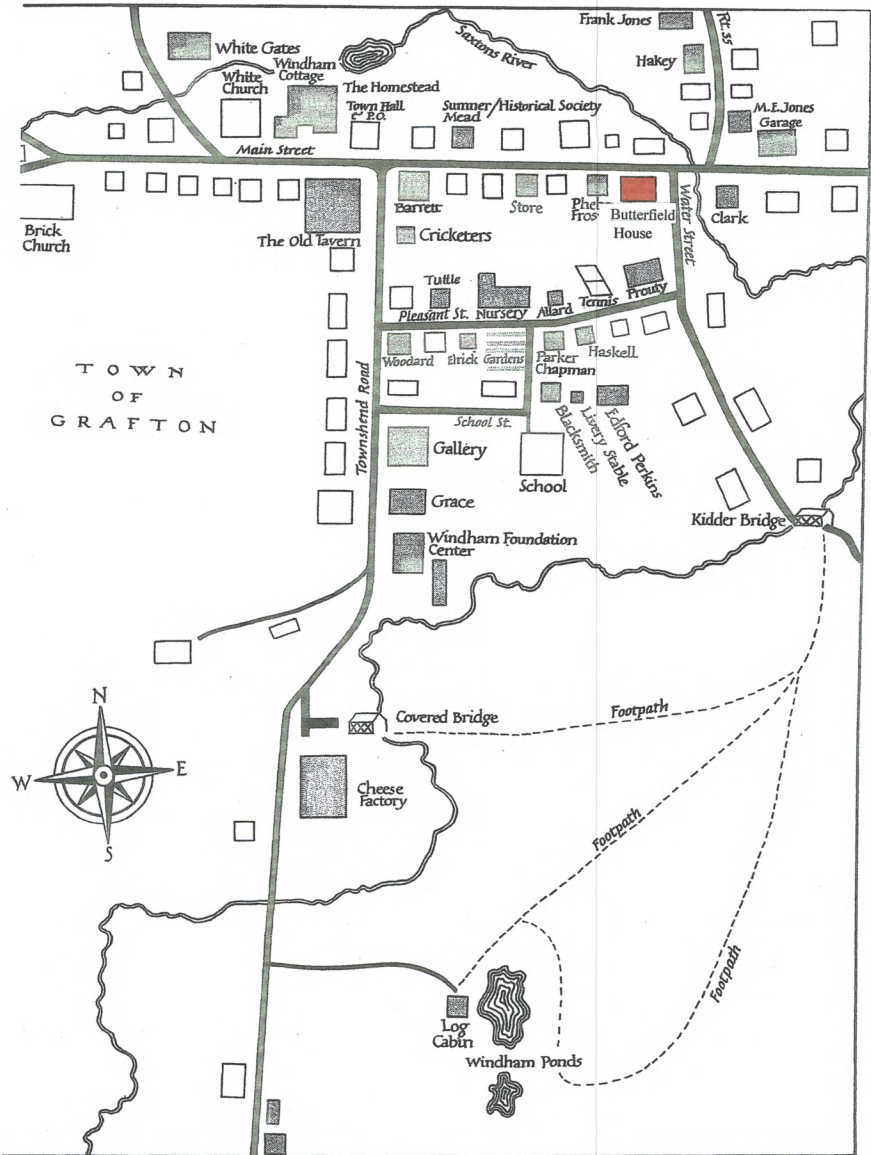 Frank Jones
Rt. 35
White Gates
Saxtons River
Hakey
Windham
Cottage
White
Church
The Homestead
Town Hall
& P.O.
Sumner/Historical Society
Mead
M.E. Jones
Garage
Main Street
Brick
Church
The Old Tavern
Barrett
Store
Butterfield
House
Water Street
Clark
Cricketers
Tuttle
Pleasant St.
Nursery
Allard
Tennis
Prouty
Woodard
Elrick
Gardens
Parker
Chapman
Haskell
TOWN
OF
GRAFTON
Townshend Road
School St.
Blacksmith
Livery Stable
Edford Perkins
Gallery
School
Grace
Kidder Bridge
Windham Foundation
Center
N
W
E
S
Covered Bridge
Footpath
Cheese
Factory
Footpath
Footpath
Log
Cabin
Windham Ponds